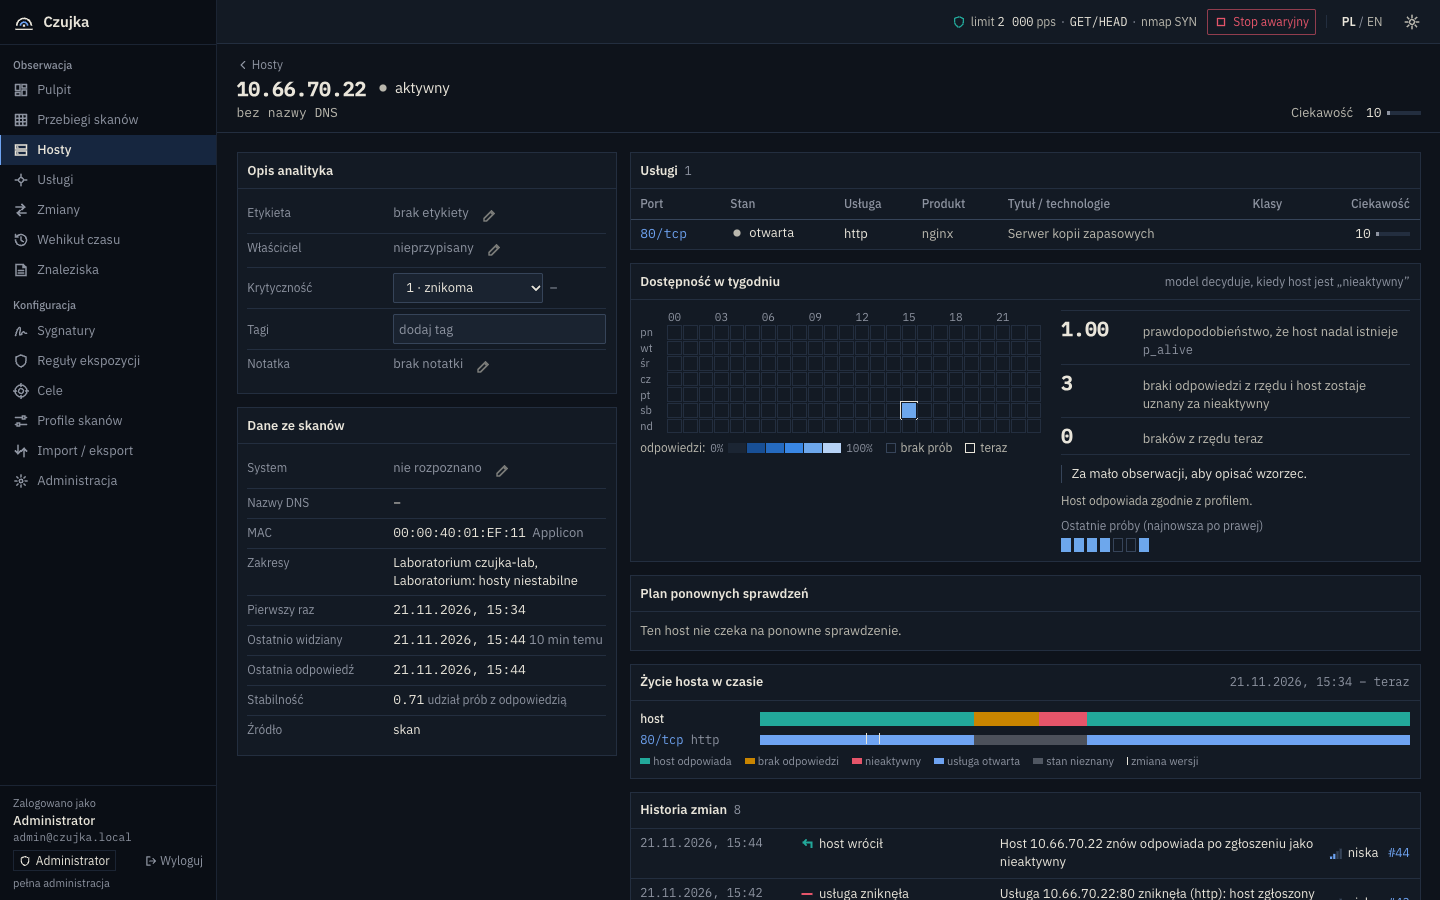 Czujka
limit 2 000 pps · GET/HEAD · nmap SYN
Stop awaryjny
PL / EN
Obserwacja
Pulpit
Przebiegi skanów
Hosty
Usługi
Zmiany
Wehikuł czasu
Znaleziska
Konfiguracja
Sygnatury
Reguły ekspozycji
Cele
Profile skanów
Import / eksport
Administracja
Zalogowano jako
Administrator
admin@czujka.local
Administrator
Wyloguj
pełna administracja
Hosty
10.66.70.22 aktywny
bez nazwy DNS
Ciekawość 10
Opis analityka
Etykieta brak etykiety
Właściciel nieprzypisany
Krytyczność 1 · znikoma –
Tagi dodaj tag
Notatka brak notatki
Dane ze skanów
System nie rozpoznano
Nazwy DNS –
MAC 00:00:40:01:EF:11 Applicon
Zakresy Laboratorium czujka-lab,
Laboratorium: hosty niestabilne
Pierwszy raz 21.11.2026, 15:34
Ostatnio widziany 21.11.2026, 15:44 10 min temu
Ostatnia odpowiedź 21.11.2026, 15:44
Stabilność 0.71 udział prób z odpowiedzią
Źródło skan
Usługi 1
Port Stan Usługa Produkt Tytuł / technologie Klasy Ciekawość
80/tcp otwarta http nginx Serwer kopii zapasowych 10
Dostępność w tygodniu
model decyduje, kiedy host jest „nieaktywny”
00 03 06 09 12 15 18 21
pn
wt
śr
cz
pt
sb
nd
odpowiedzi: 0% 100% brak prób teraz
1.00 prawdopodobieństwo, że host nadal istnieje
p_alive
3 braki odpowiedzi z rzędu i host zostaje
uznany za nieaktywny
0 braków z rzędu teraz
Za mało obserwacji, aby opisać wzorzec.
Host odpowiada zgodnie z profilem.
Ostatnie próby (najnowsza po prawej)
Plan ponownych sprawdzeń
Ten host nie czeka na ponowne sprawdzenie.
Życie hosta w czasie
21.11.2026, 15:34 – teraz
host
80/tcp http
host odpowiada brak odpowiedzi nieaktywny usługa otwarta stan nieznany zmiana wersji
Historia zmian 8
21.11.2026, 15:44 host wrócił Host 10.66.70.22 znów odpowiada po zgłoszeniu jako
nieaktywny
niska #44
21.11.2026, 15:42 usługa zniknęła Usługa 10.66.70.22:80 zniknęła (http): host zgłoszony